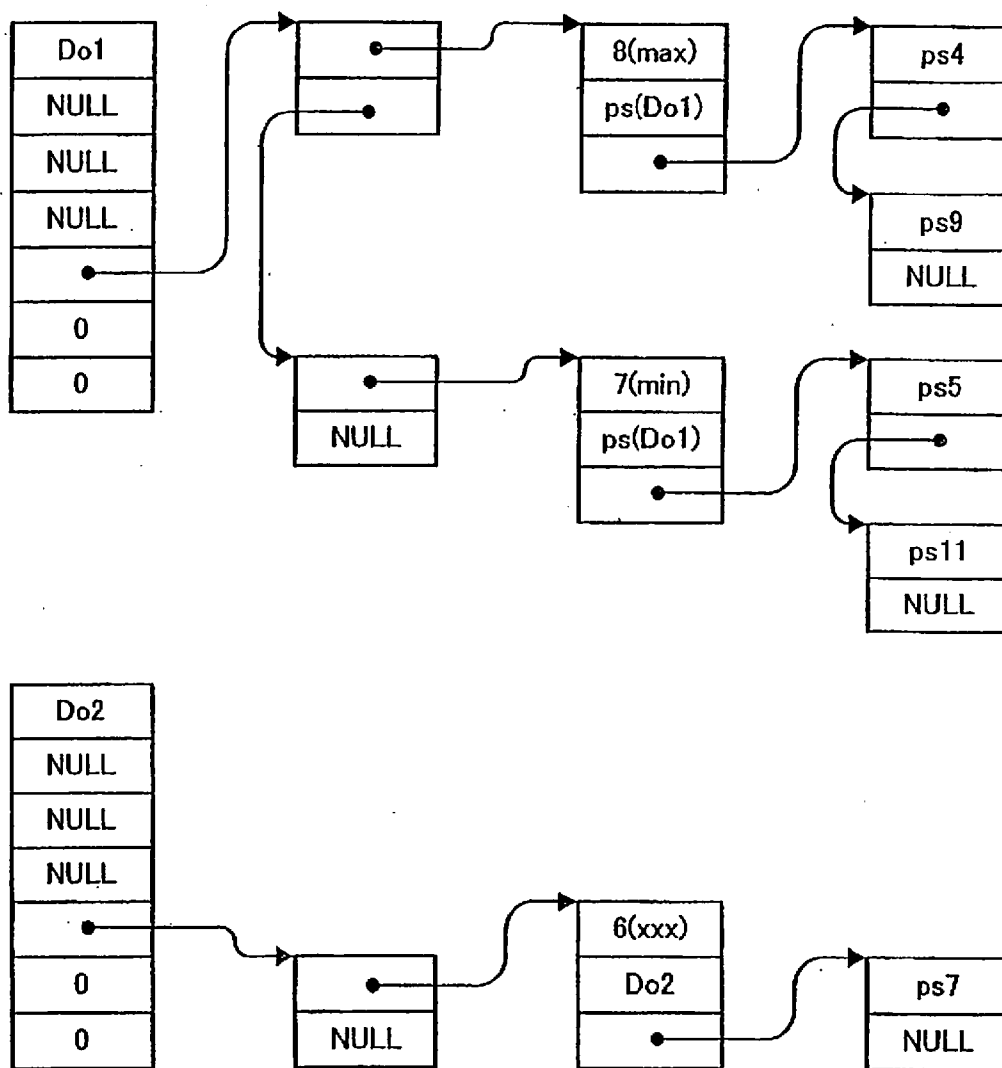 Do1
NULL
NULL
NULL
0
0
8(max)
ps(Do1)
ps4
ps9
NULL
NULL
7(min)
ps(Do1)
ps5
ps11
NULL
Do2
NULL
NULL
NULL
0
0
NULL
6(xxx)
Do2
ps7
NULL